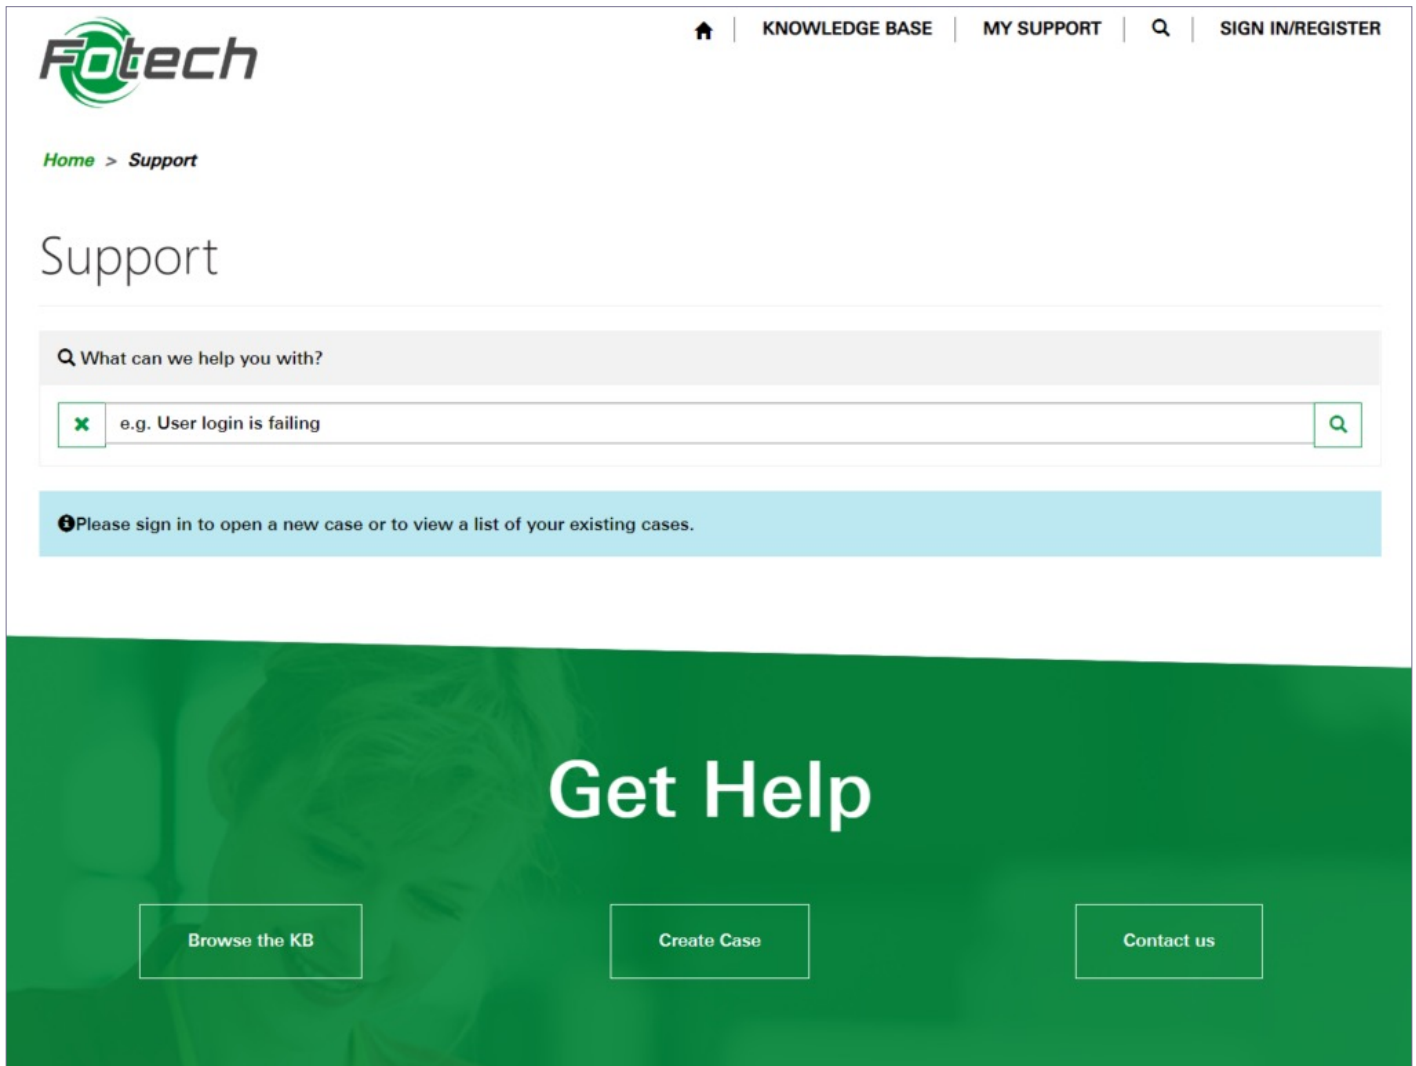 Fotech
KNOWLEDGE BASE
MY SUPPORT
SIGN IN/REGISTER
Home > Support
Support
What can we help you with?
e.g. User login is failing
Please sign in to open a new case or to view a list of your existing cases.
Get Help
Browse the KB
Create Case
Contact us